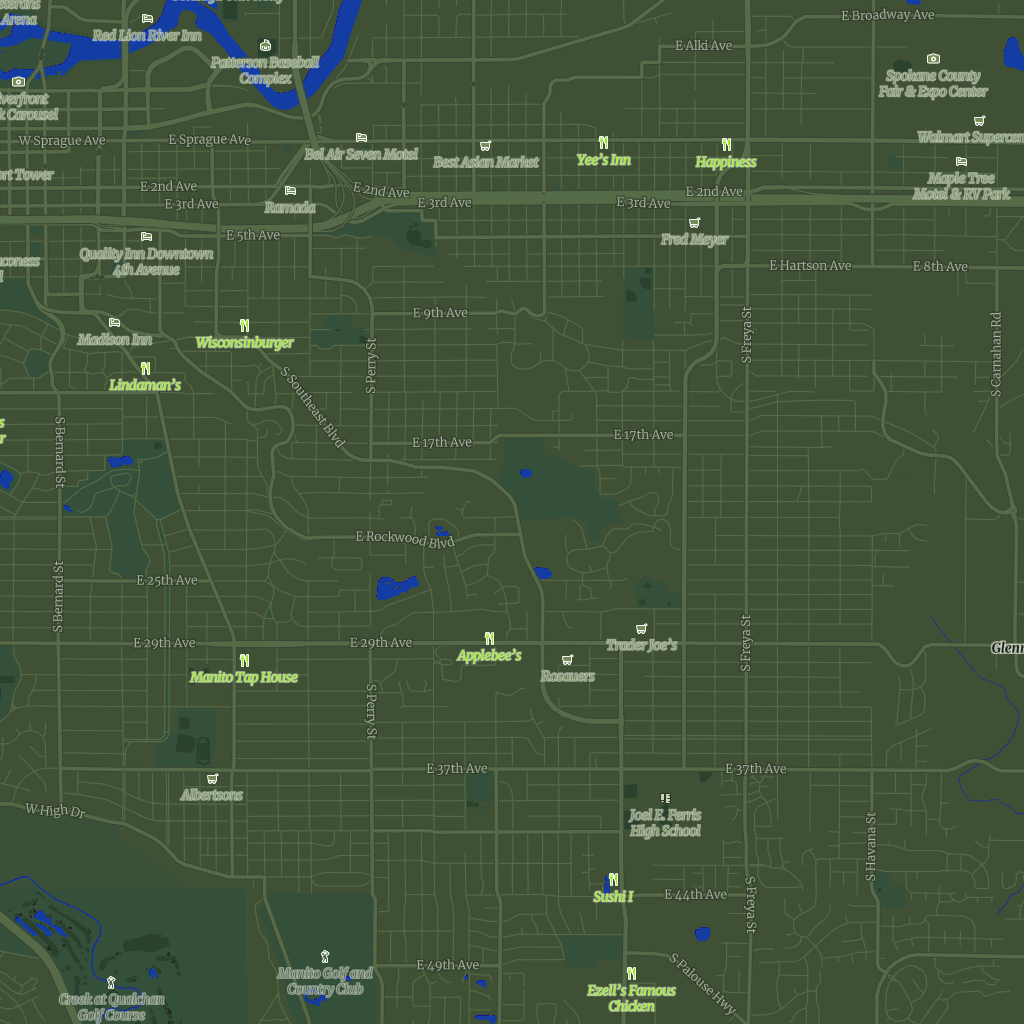 Arena
Red Lion River Inn
Patterson Baseball
Complex
E Broadway Ave
E Alki Ave
Spokane County
Fair & Expo Center
k Carousel
W Sprague Ave
E Sprague Ave
Bel Air Seven Motel
Best Asian Market
Yee's Inn
Happiness
Walmart Supercen
Maple Tree
Motel & RV Park
ort Tower
E 2nd Ave
E 3rd Ave
Ramada
E 2nd Ave
E 3rd Ave
E 2nd Ave
E 3rd Ave
E 5th Ave
Fred Meyer
Quality Inn Downtown
4th Avenue
E Hartson Ave
E 8th Ave
E 9th Ave
Madison Inn
Wisconsinburger
S Perry St
S Freya St
S Carnahan Rd
Lindaman's
S Southeast Blvd
S Bernard St
E 17th Ave
E 17th Ave
E Rockwood Blvd
E 25th Ave
S Bernard St
E 29th Ave
E 29th Ave
Applebee's
Trader Joe's
S Freya St
Glenr
Manito Tap House
Rosauers
S Perry St
E 37th Ave
E 37th Ave
Albertsons
W High Dr
Joel E. Ferris
High School
S Havana St
Sushi I
E 44th Ave
S Freya St
Manito Golf and
Country Club
E 49th Ave
S Palouse Hwy
Creek at Qualchan
Golf Course
Ezell's Famous
Chicken